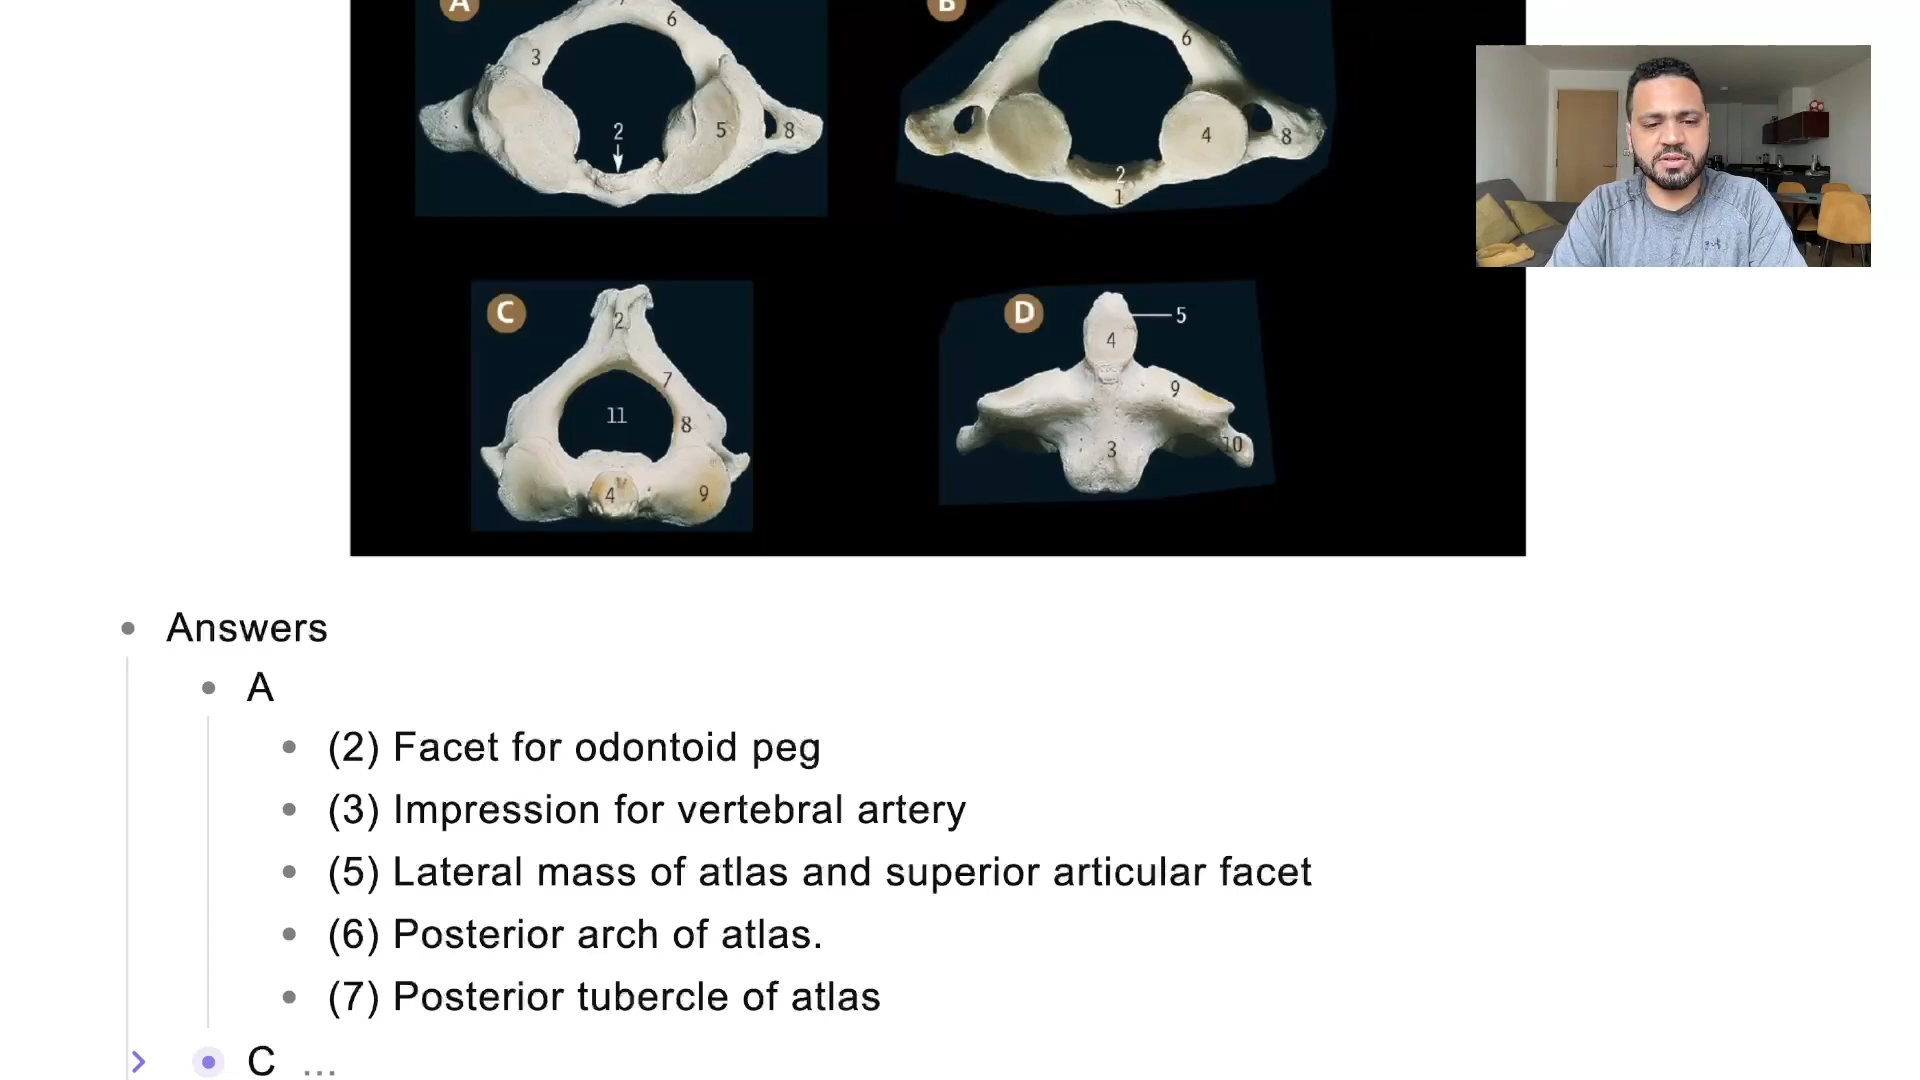 A
7
6
3
2
5
8
B
6
4
8
2
1
C
2
7
11
8
4
9
D
5
4
9
3
10
Answers
A
(2) Facet for odontoid peg
(3) Impression for vertebral artery
(5) Lateral mass of atlas and superior articular facet
(6) Posterior arch of atlas.
(7) Posterior tubercle of atlas
C ...